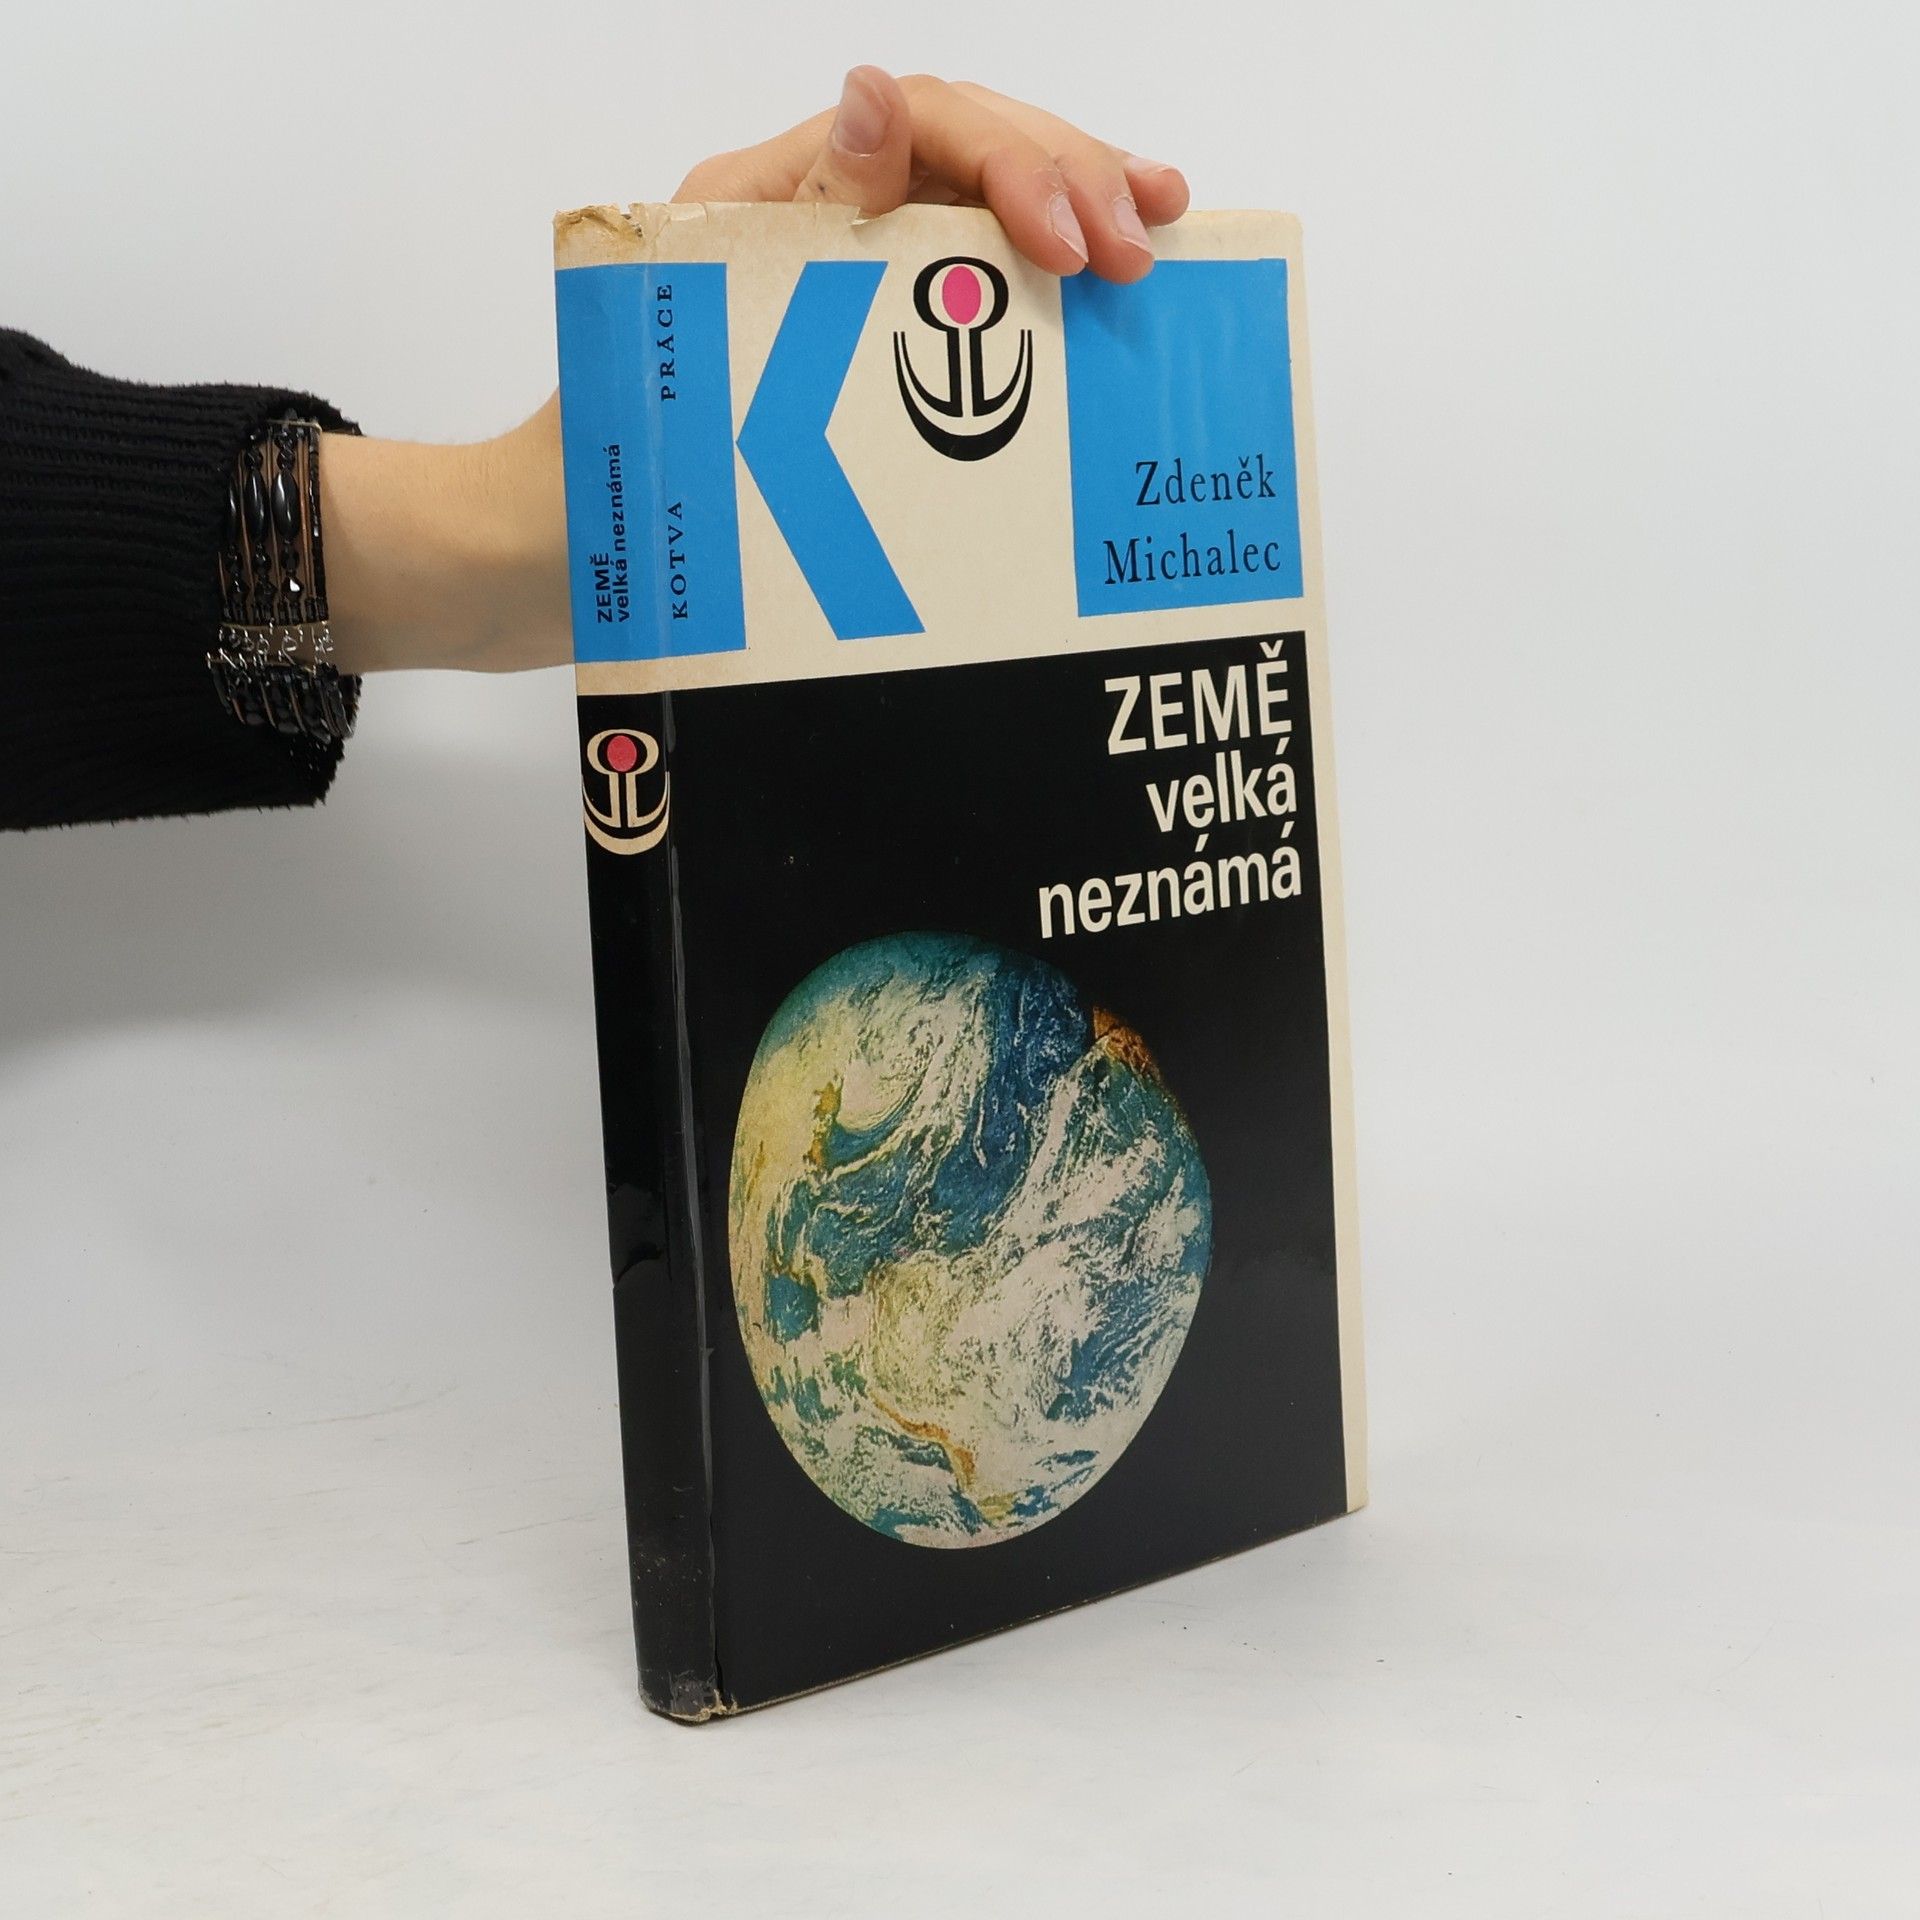 ZEMĚ
velká neznámá
KOTVA PRÁCE
K
Zdeněk
Michalec
ZEMĚ
velká
neznámá